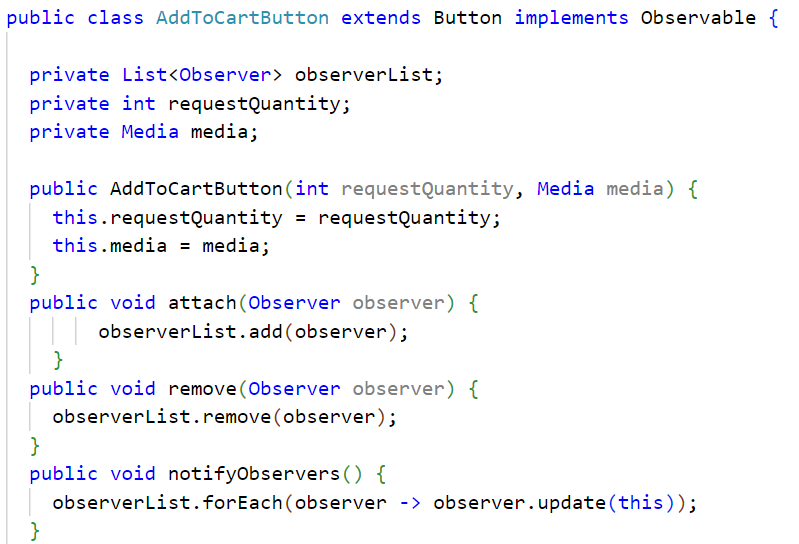 public class AddToCartButton extends Button implements Observable {
private List<Observer> observerList;
private int requestQuantity;
private Media media;
public AddToCartButton(int requestQuantity, Media media) {
this.requestQuantity = requestQuantity;
this.media = media;
}
public void attach(Observer observer) {
observerList.add(observer);
}
public void remove(Observer observer) {
observerList.remove(observer);
}
public void notifyObservers() {
observerList.forEach(observer -> observer.update(this));
}